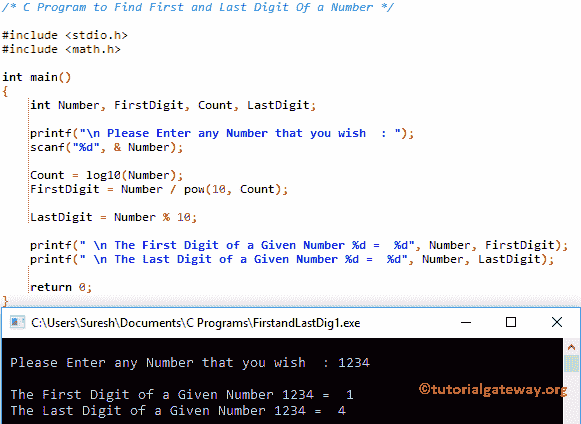 /* C Program to Find First and Last Digit Of a Number */
#include <stdio.h>
#include <math.h>
int main()
{
int Number, FirstDigit, Count, LastDigit;
printf("\n Please Enter any Number that you wish  : ");
scanf("%d", & Number);
Count = log10(Number);
FirstDigit = Number / pow(10, Count);
LastDigit = Number % 10;
printf(" \n The First Digit of a Given Number %d =  %d", Number, FirstDigit);
printf(" \n The Last Digit of a Given Number %d =  %d", Number, LastDigit);
return 0;
}
C:\Users\Suresh\Documents\C Programs\FirstandLastDig1.exe
Please Enter any Number that you wish  : 1234
The First Digit of a Given Number 1234 =  1
The Last Digit of a Given Number 1234 =  4
©tutorialgateway.org